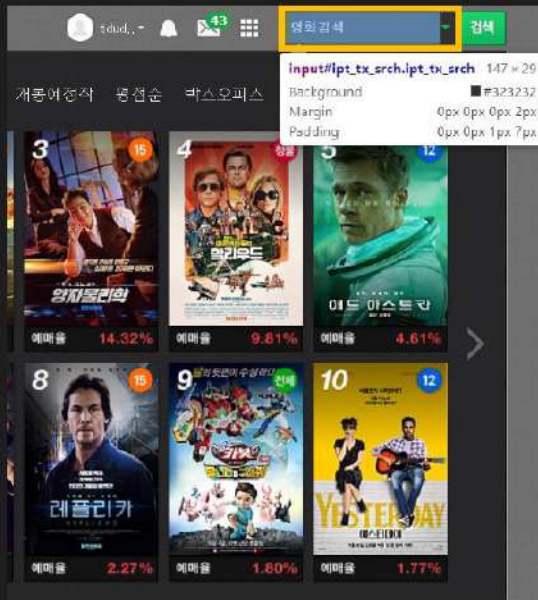 43
영화검색
검색
input#ipt_tx_srch.ipt_tx_srch 147 × 29
Background #323232
Margin 0px 0px 0px 2px
Padding 0px 0px 1px 7px
개봉예정작 평점순 박스오피스
3 15
양자물리학
예매율 14.32%
4
할리우드
예매율 9.81%
5 12
애드 아스트라
예매율 4.61%
8 15
레플리카
예매율 2.27%
9 전체
예매율 1.80%
10 12
YESTERDAY
예스터데이
예매율 1.77%